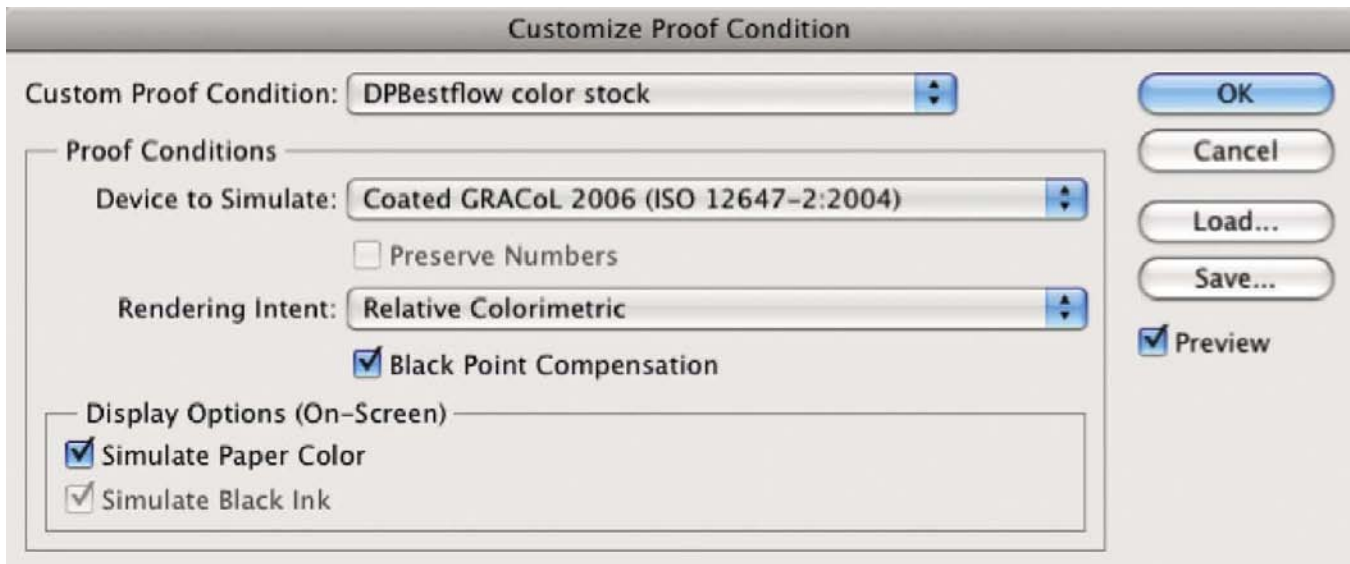 Customize Proof Condition
Custom Proof Condition: DPBestflow color stock
OK
Proof Conditions
Cancel
Device to Simulate: Coated GRACoL 2006 (ISO 12647-2:2004)
Load...
Preserve Numbers
Save...
Rendering Intent: Relative Colorimetric
Preview
Black Point Compensation
Display Options (On-Screen)
Simulate Paper Color
Simulate Black Ink